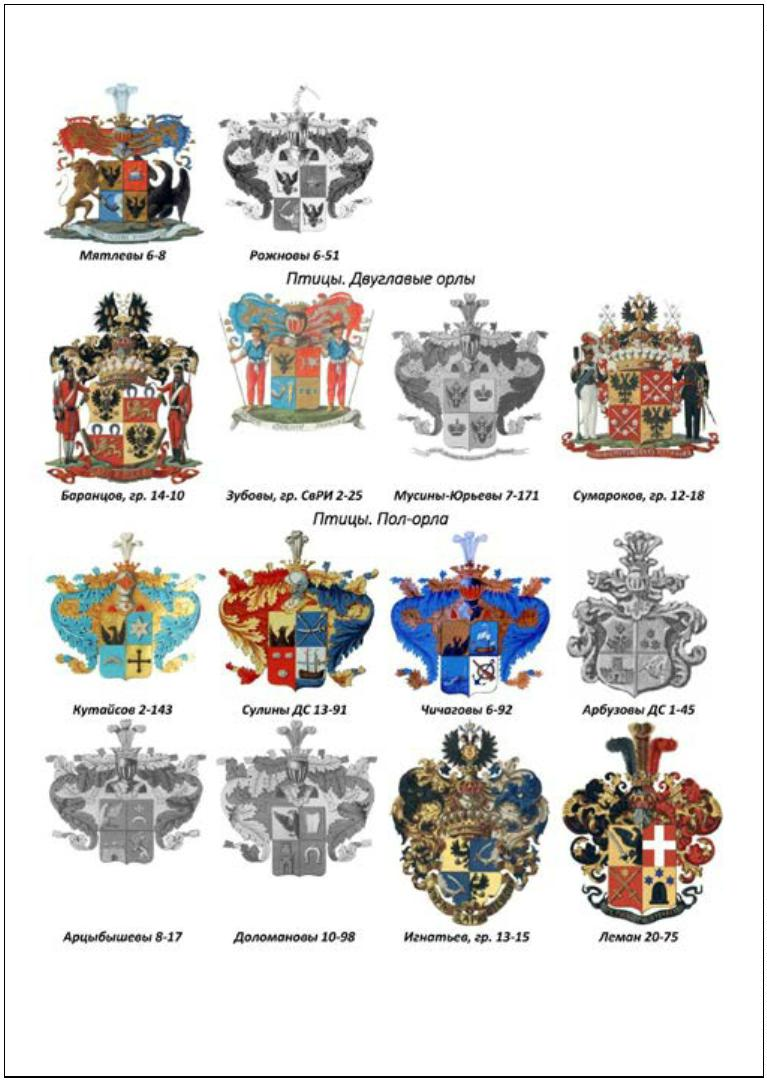 Мятлевы 6-8 Рожновы 6-51
Птицы. Двуглавые орлы
Баранцов, гр. 14-10 Зубовы, гр. СвРИ 2-25 Мусины-Юрьевы 7-171 Сумароков, гр. 12-18
Птицы. Пол-орла
Кутайсов 2-143 Сулины ДС 13-91 Чичаговы 6-92 Арбузовы ДС 1-45
Арцыбышевы 8-17 Доломановы 10-98 Игнатьев, гр. 13-15 Леман 20-75